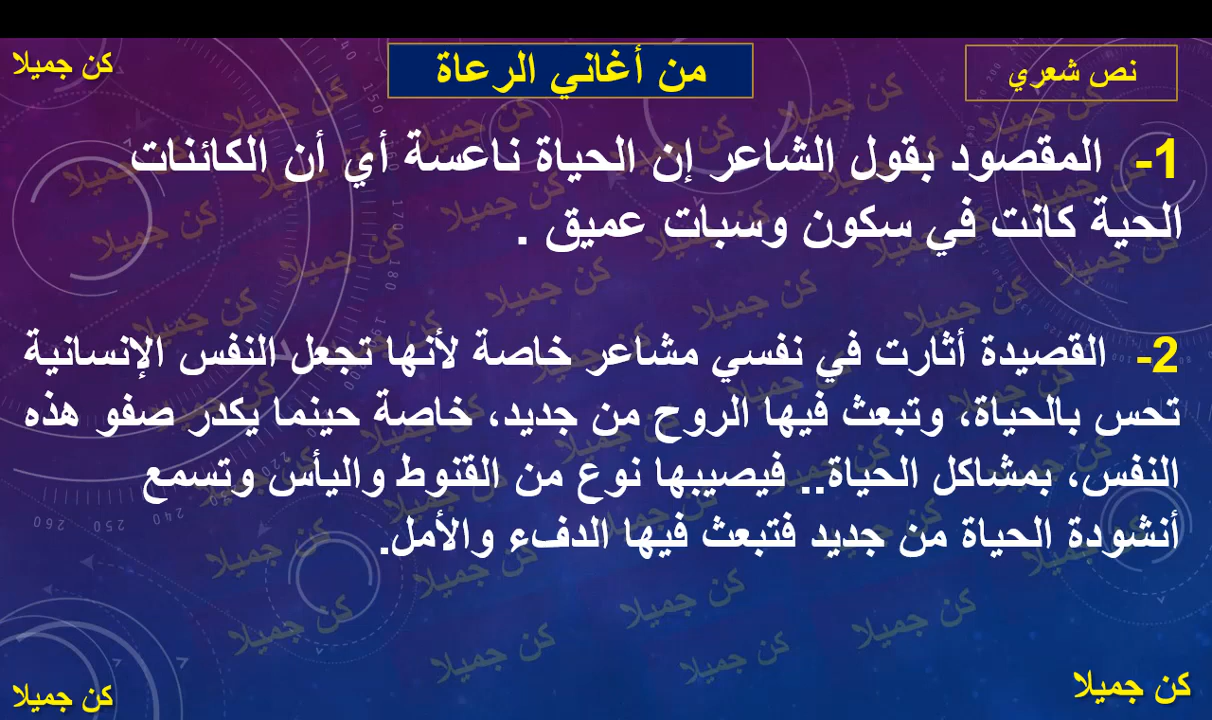 نص شعري
من أغاني الرعاة
كن جميلا
1- المقصود بقول الشاعر إن الحياة ناعسة أي أن الكائنات
الحية كانت في سكون وسبات عميق .
2- القصيدة أثارت في نفسي مشاعر خاصة لأنها تجعل النفس الإنسانية
تحس بالحياة، وتبعث فيها الروح من جديد، خاصة حينما يكدر صفو هذه
النفس، بمشاكل الحياة.. فيصيبها نوع من القنوط واليأس وتسمع
أنشودة الحياة من جديد فتبعث فيها الدفء والأمل.
كن جميلا
كن جميلا